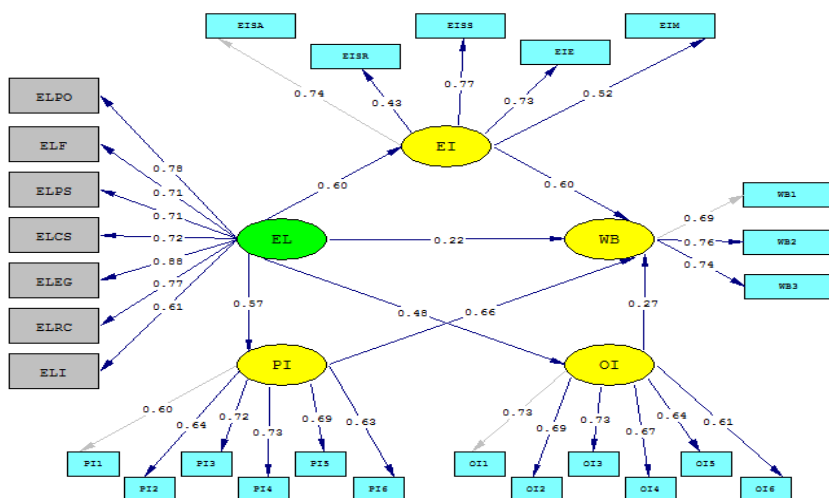 EISA
EISS
EIM
EISR
EIE
0.74
0.43
0.77
0.73
0.52
ELPO
ELF
ELPS
ELCS
ELEG
ELRC
ELI
0.78
0.71
0.71
0.72
0.88
0.77
0.61
EI
0.60
0.60
EL
0.22
WB
0.69
0.76
0.74
WB1
WB2
WB3
0.57
0.48
0.66
0.27
PI
OI
0.60
0.64
0.72
0.73
0.69
0.63
0.73
0.69
0.73
0.67
0.64
0.61
PI1
PI2
PI3
PI4
PI5
PI6
OI1
OI2
OI3
OI4
OI5
OI6